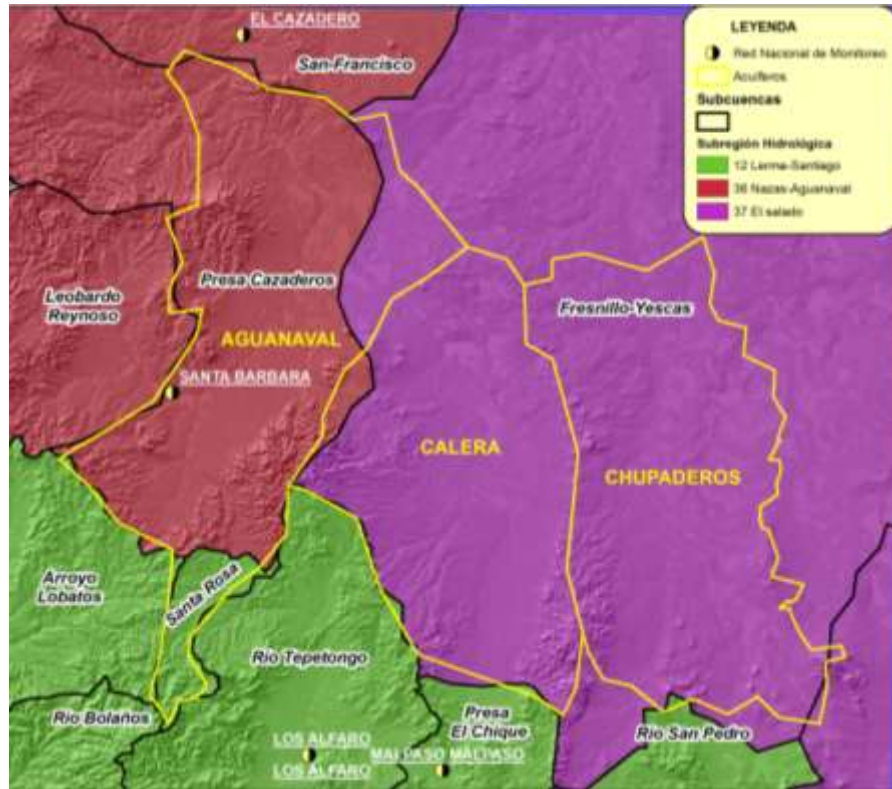 EL CAZADERO
San-Francisco
LEYENDA
Red Nacional de Monitoreo
Acuíferos
Subcuencas
Subregión Hidrológica
12 Lerma-Santiago
36 Nazas-Aguanaval
37 El salado
Leobardo
Reynoso
Presa Cazaderos
Fresnillo-Yescas
AGUANAVAL
SANTA BARBARA
CALERA
CHUPADEROS
Arroyo
Lobatos
Santa Rosa
Rio Tepetongo
Rio Bolaños
Presa
El Chique
Rio San Pedro
LOS ALFARO
MALPASO MALPASO
LOS ALFARO